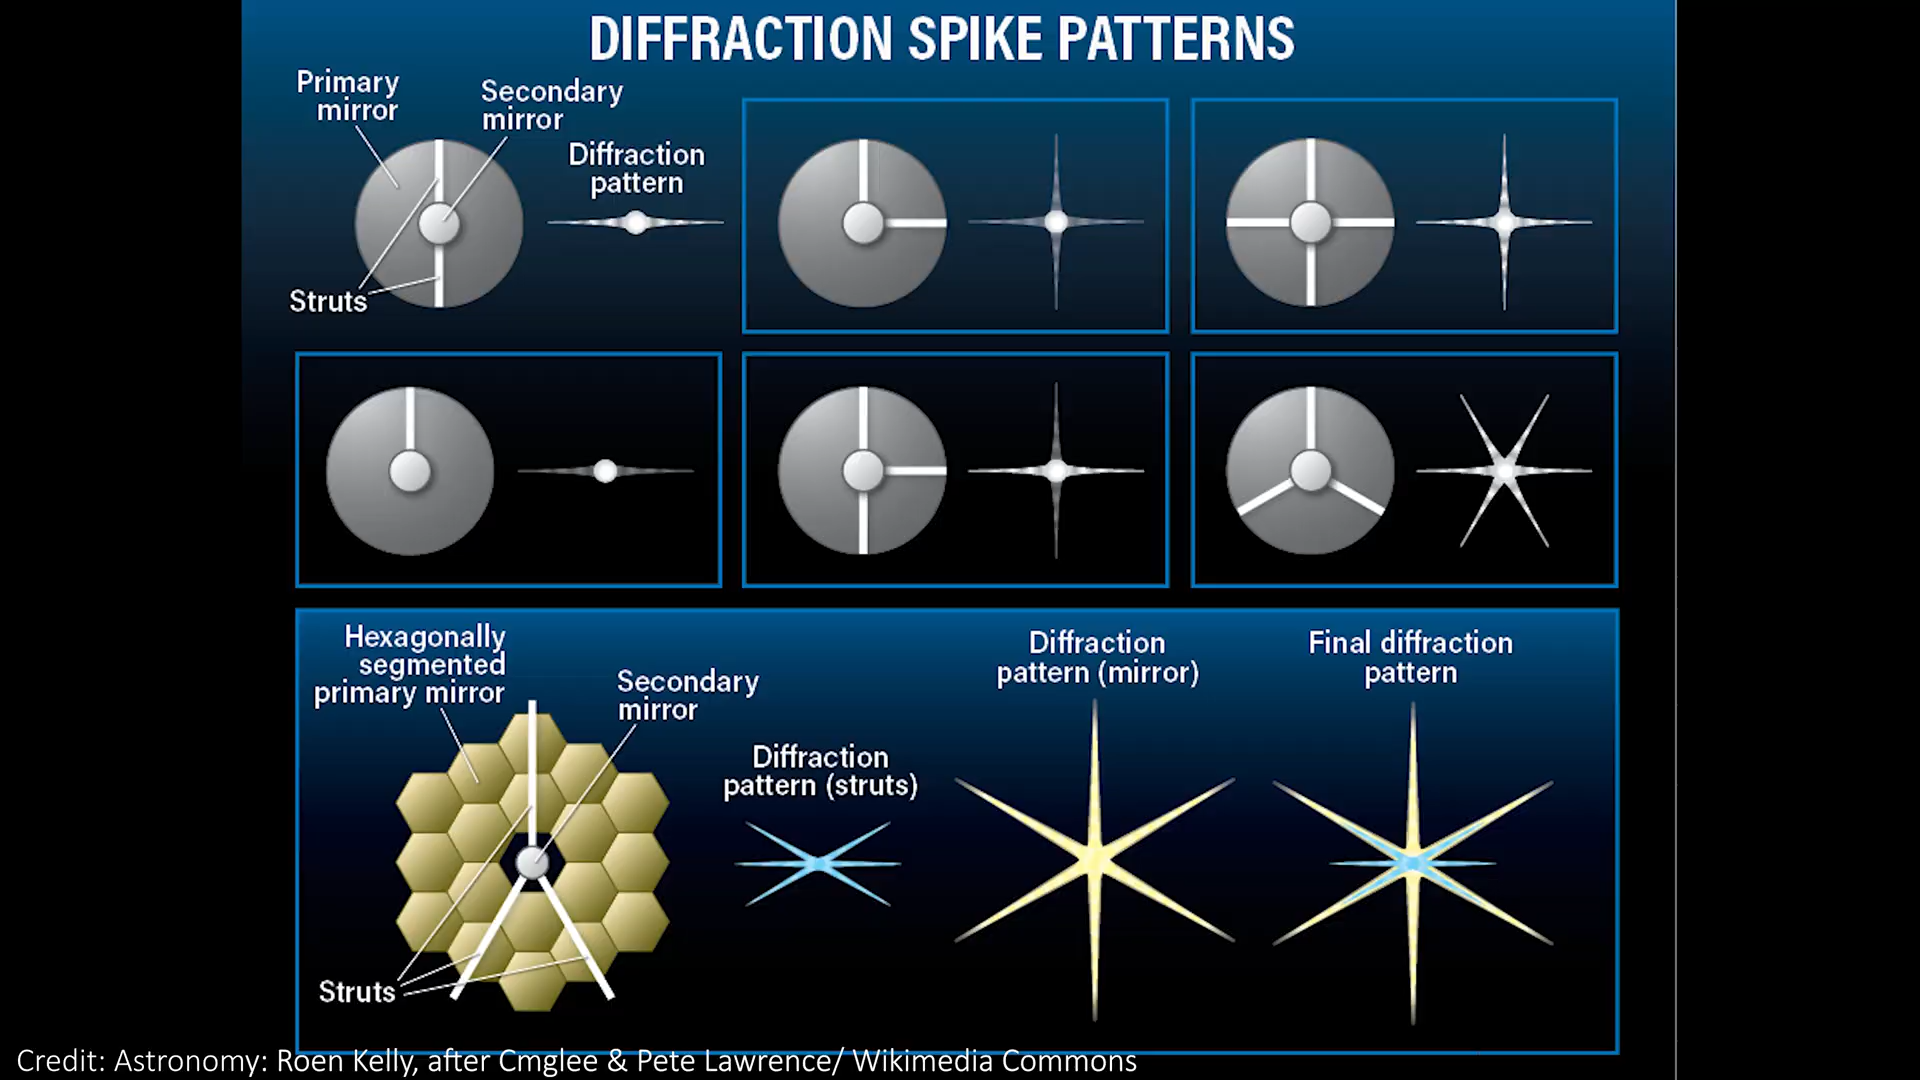 DIFFRACTION SPIKE PATTERNS
Primary
mirror
Secondary
mirror
Diffraction
pattern
Struts
Hexagonally
segmented
primary mirror
Secondary
mirror
Diffraction
pattern (struts)
Diffraction
pattern (mirror)
Final diffraction
pattern
Struts
Credit: Astronomy: Roen Kelly, after Cmglee & Pete Lawrence/ Wikimedia Commons